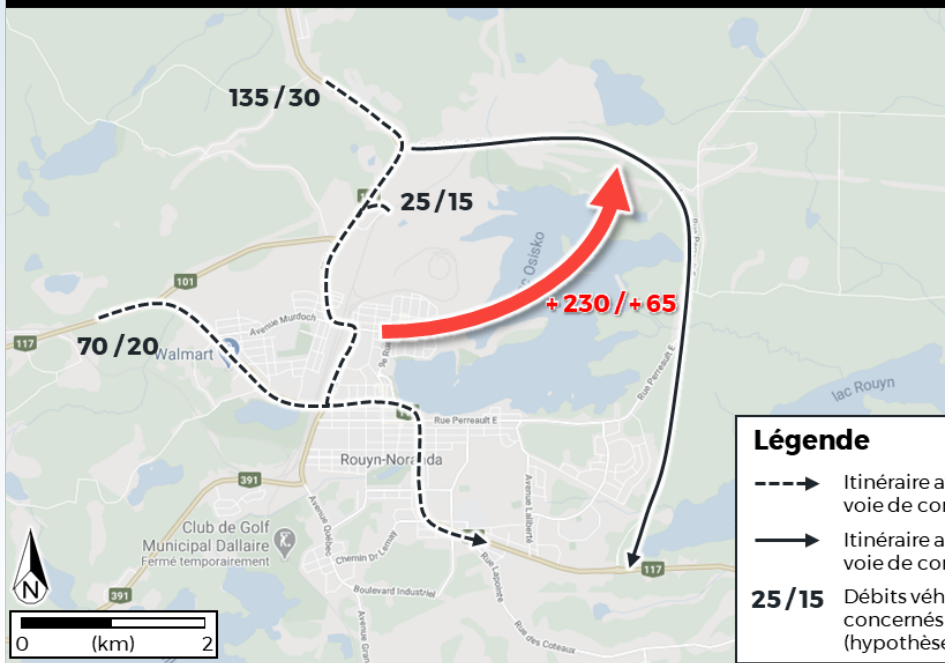 135 / 30
25 / 15
101
lac Osisko
+ 230 / + 65
Avenue Murdoch
117
70 / 20
Walmart
Rue Perreault E
Rue Perreault E
lac Rouyn
Rouyn-Noranda
391
Avenue Québec
Avenue Laliberté
Club de Golf
Municipal Dallaire
Fermé temporairement
Chemin Dr Lemay
Rue Lapointe
117
Boulevard Industriel
391
Rue des Coteaux
N
0 (km) 2
Légende
Itinéraire a
voie de con
Itinéraire a
voie de con
25 / 15 Débits véh
concernés
(hypothèse